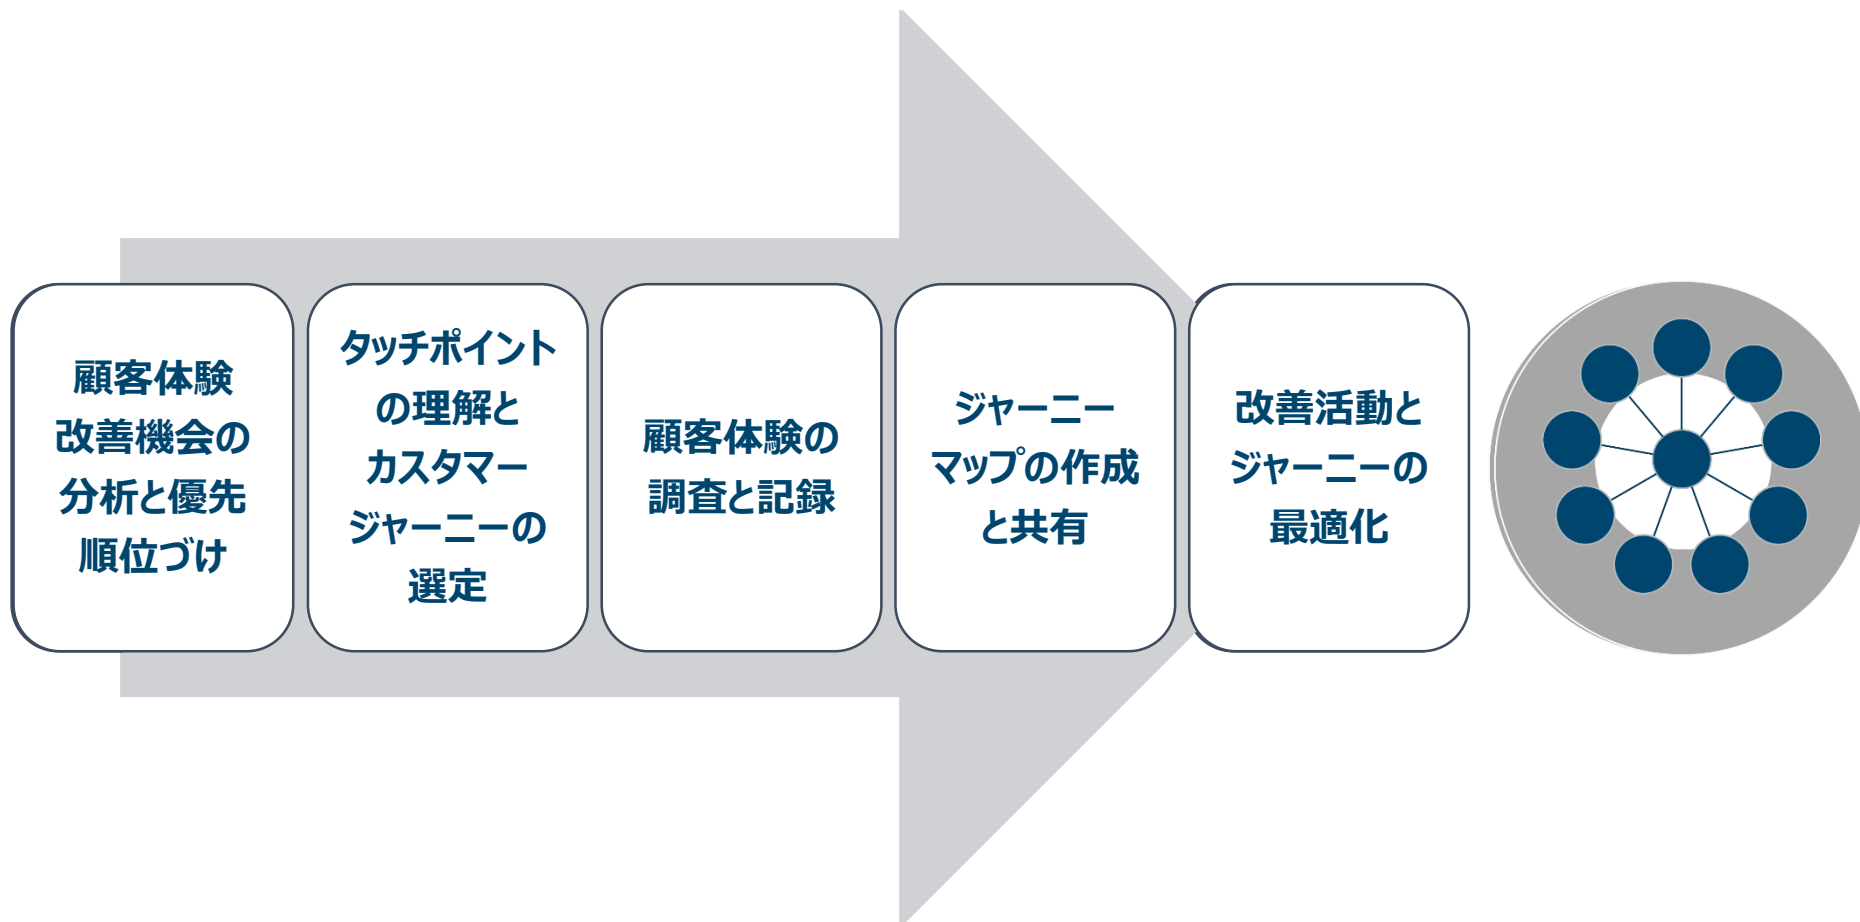 顧客体験
改善機会の
分析と優先
順位づけ
タッチポイント
の理解と
カスタマー
ジャーニーの
選定
顧客体験の
調査と記録
ジャーニー
マップの作成
と共有
改善活動と
ジャーニーの
最適化